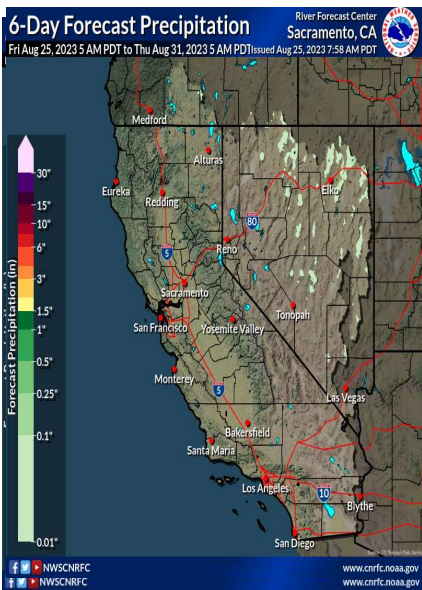 6-Day Forecast Precipitation
Fri Aug 25, 2023 5 AM PDT to Thu Aug 31, 2023 5 AM PDT
River Forecast Center
Sacramento, CA
Issued Aug 25, 2023 7:58 AM PDT
Medford
Alturas
Eureka
Redding
Elko
80
Reno
5
Sacramento
San Francisco
Yosemite Valley
Tonopah
Monterey
5
Las Vegas
Bakersfield
Santa Maria
Los Angeles
10
Blythe
San Diego
Forecast Precipitation (in)
30"
15"
10"
6"
3"
1.5"
1"
0.5"
0.25"
0.1"
0.01"
NWSCNRFC
www.cnrfc.noaa.gov
NWSCNRFC
www.cnrfc.noaa.gov